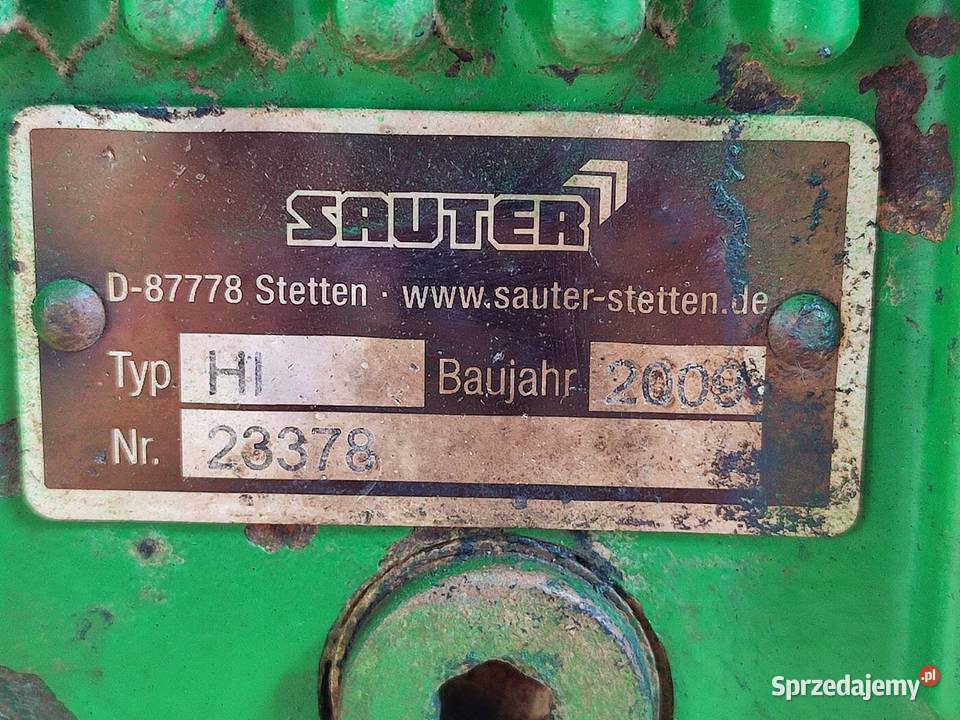 SAUTER
D-87778 Stetten · www.sauter-stetten.de
Typ HI Baujahr 2009
Nr. 23378
Sprzedajemy.pl